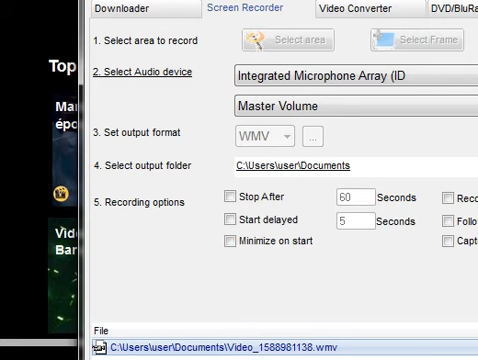 Downloader
Screen Recorder
Video Converter
1. Select area to record
Select area
Select Frame
Top
2. Select Audio device
Integrated Microphone Array (ID
Master Volume
3. Set output format
WMV
...
4. Select output folder
C:\Users\user\Documents
5. Recording options
Stop After
60
Seconds
Start delayed
5
Seconds
Minimize on start
File
C:\Users\user\Documents\Video_1588981138.wmv